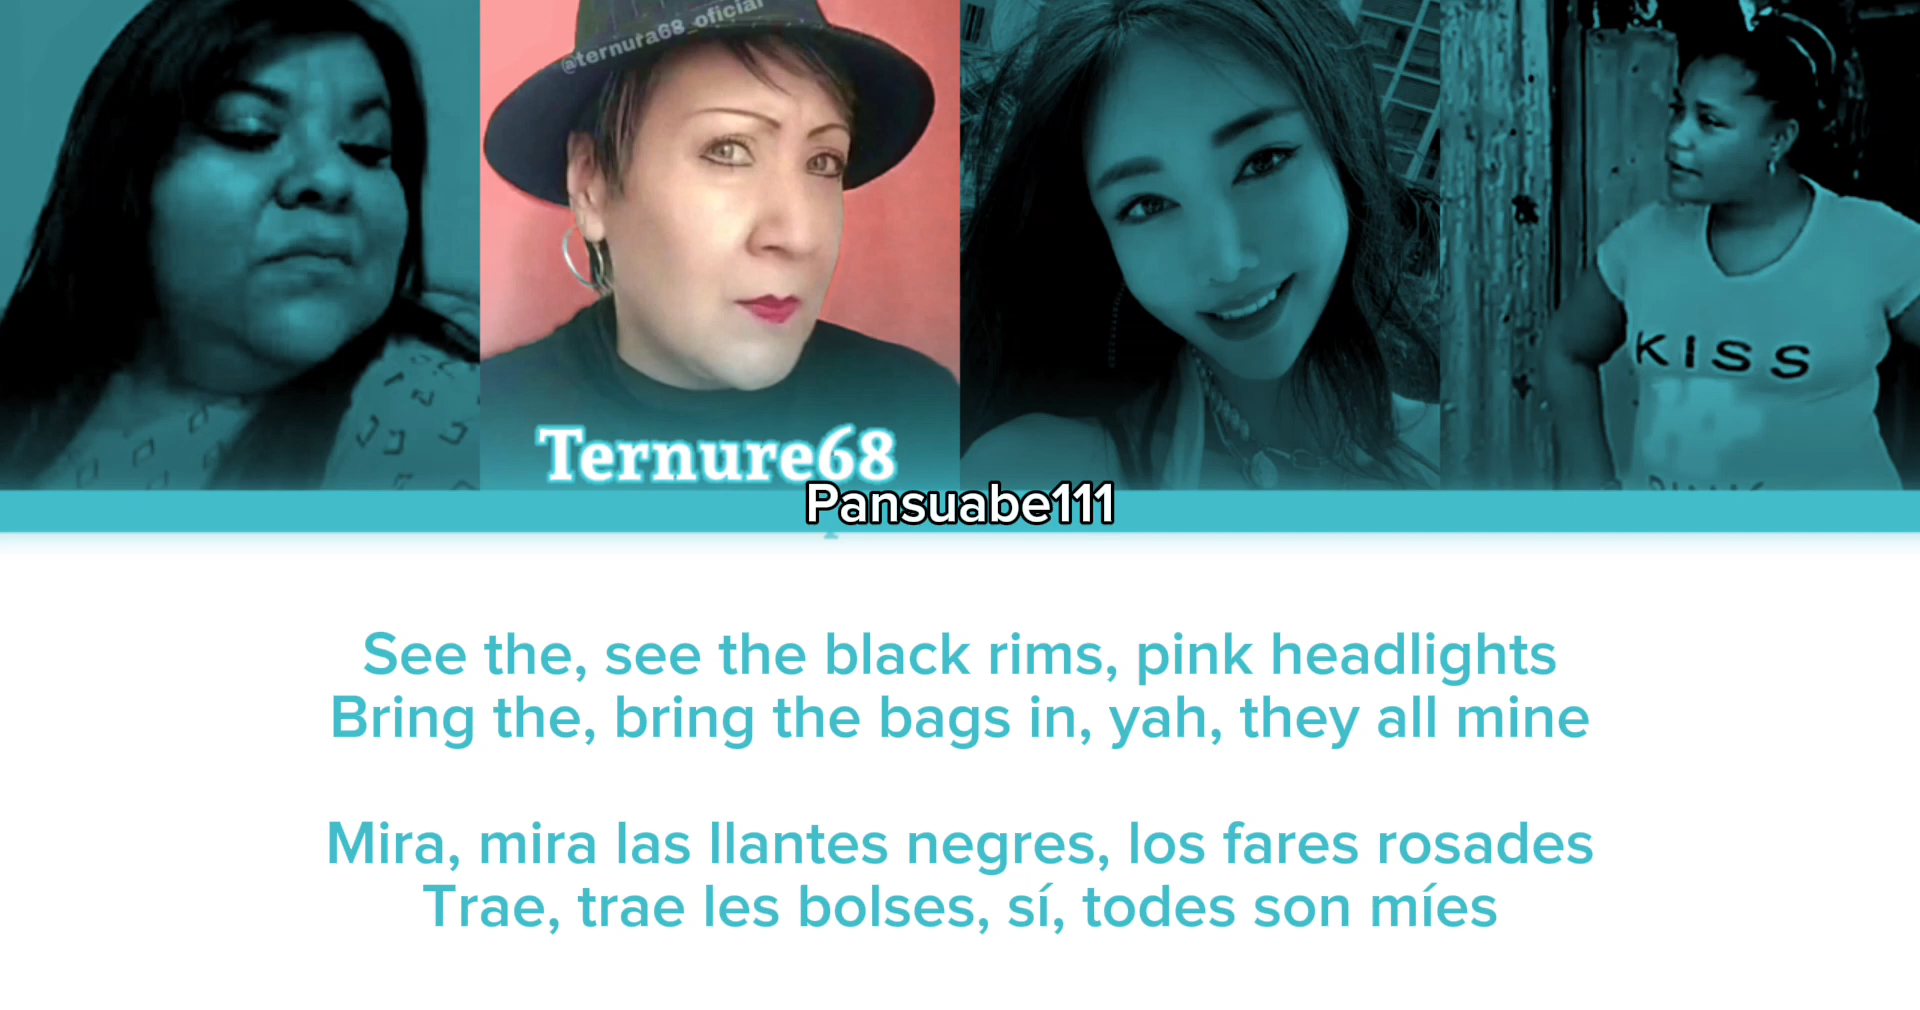 @ternura68_oficial
KISS
Ternure68
Pansuabe111
See the, see the black rims, pink headlights
Bring the, bring the bags in, yah, they all mine
Mira, mira las llantes negres, los fares rosades
Trae, trae les bolses, sí, todes son míes